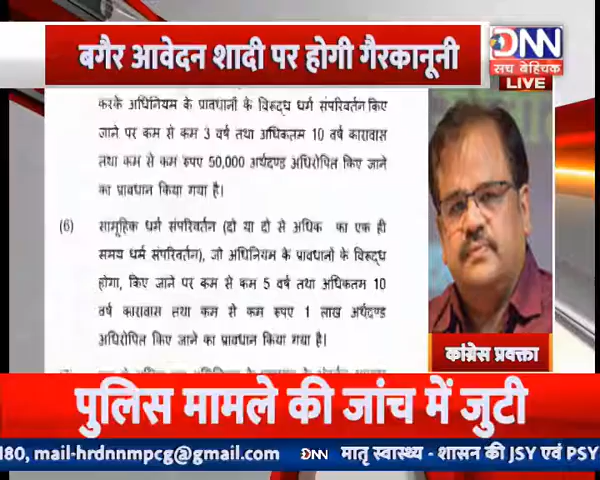 बगैर आवेदन शादी पर होगी गैरकानूनी
DNN
सच बेहिचक
LIVE
करके अधिनियम के प्रावधानों के विरूद्ध धर्म संपरिवर्तन किए
जाने पर कम से कम 3 वर्ष तथा अधिकतम 10 वर्ष कारावास
तथा कम से कम रूपए 50,000 अर्थदण्ड अधिरोपित किए जाने
का प्रावधान किया गया है।
(6) सामूहिक धर्म संपरिवर्तन (दो या दो से अधिक का एक ही
समय धर्म संपरिवर्तन), जो अधिनियम के प्रावधानों के विरूद्ध
होगा, किए जाने पर कम से कम 5 वर्ष तथा अधिकतम 10
वर्ष कारावास तथा कम से कम रूपए 1 लाख अर्थदण्ड
अधिरोपित किए जाने का प्रावधान किया गया है।
कांग्रेस प्रवक्ता
पुलिस मामले की जांच में जुटी
180, mail-hrdnnmpcg@gmail.com DNN मातृ स्वास्थ्य - शासन की JSY एवं PSY